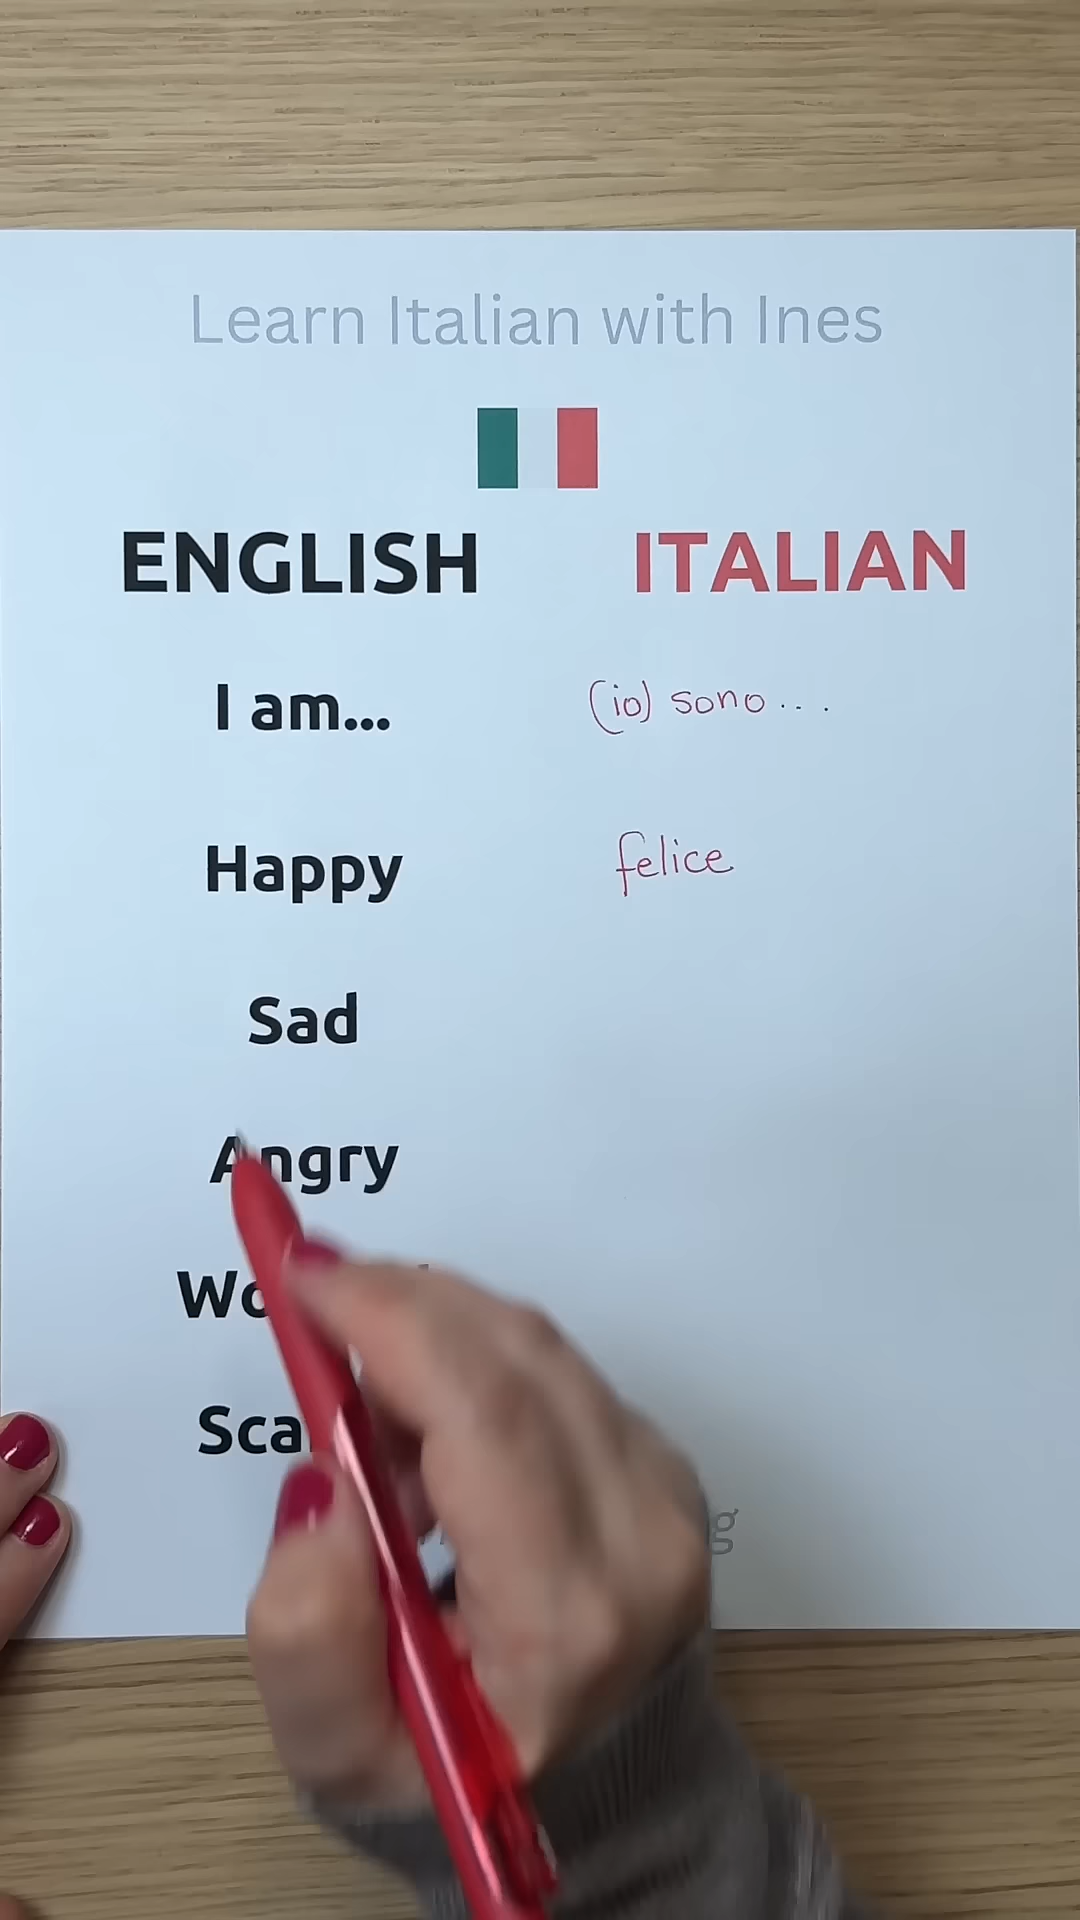 Learn Italian with Ines
ENGLISH ITALIAN
I am... (io) sono...
Happy felice
Sad
Angry